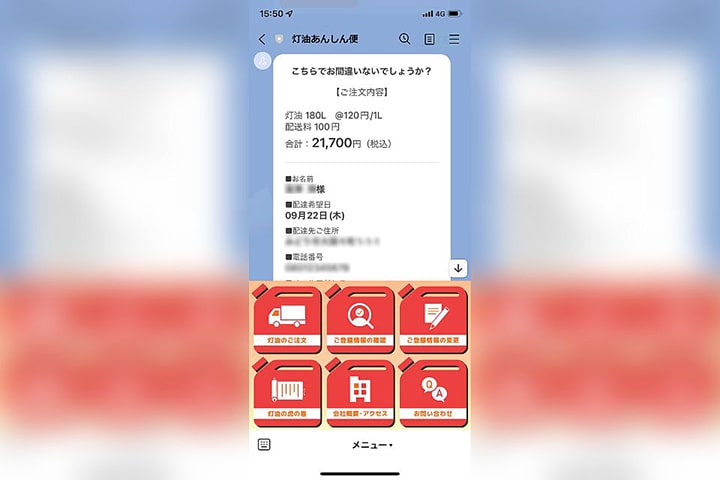 15:50
4G
灯油あんしん便
こちらでお間違いないでしょうか？
【ご注文内容】
灯油 180L　@120円/1L
配送料 100円
合計：21,700円（税込）
■お名前
様
■配達希望日
09月22日(木)
■配達先ご住所
■電話番号
灯油のご注文
ご登録情報の確認
ご登録情報の変更
灯油の虎の巻
会社概要・アクセス
Q
A
お問い合わせ
メニュー▾